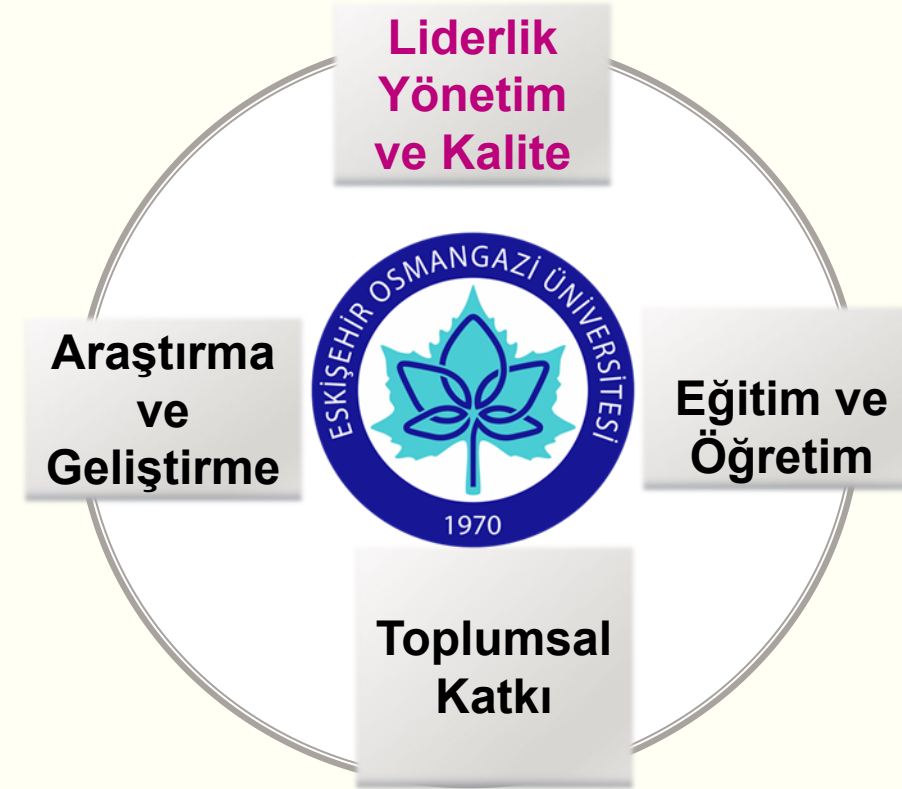 Liderlik
Yönetim
ve Kalite
ESKİŞEHİR OSMANGAZİ ÜNİVERSİTESİ
1970
Araştırma
ve
Geliştirme
Eğitim ve
Öğretim
Toplumsal
Katkı